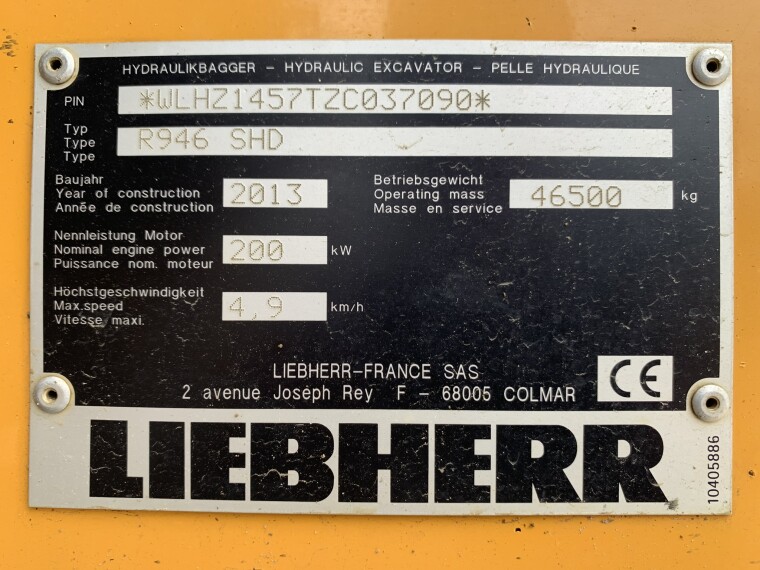 HYDRAULIKBAGGER – HYDRAULIC EXCAVATOR – PELLE HYDRAULIQUE
PIN *WLHZ1457TZC037090*
Typ
Type R946 SHD
Type
Baujahr
Year of construction 2013
Année de construction
Betriebsgewicht
Operating mass 46500 kg
Masse en service
Nennleistung Motor
Nominal engine power 200 kW
Puissance nom. moteur
Höchstgeschwindigkeit
Max.speed 4,9 km/h
Vitesse maxi.
LIEBHERR–FRANCE SAS
2 avenue Joseph Rey F – 68005 COLMAR
CE
LIEBHERR
10405886